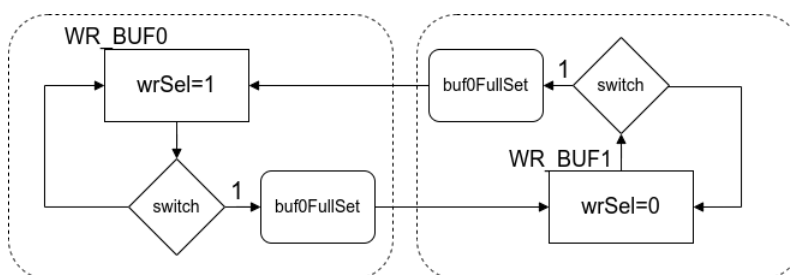 WR_BUF0
wrSel=1
switch
1
buf0FullSet
buf0FullSet
1
switch
WR_BUF1
wrSel=0